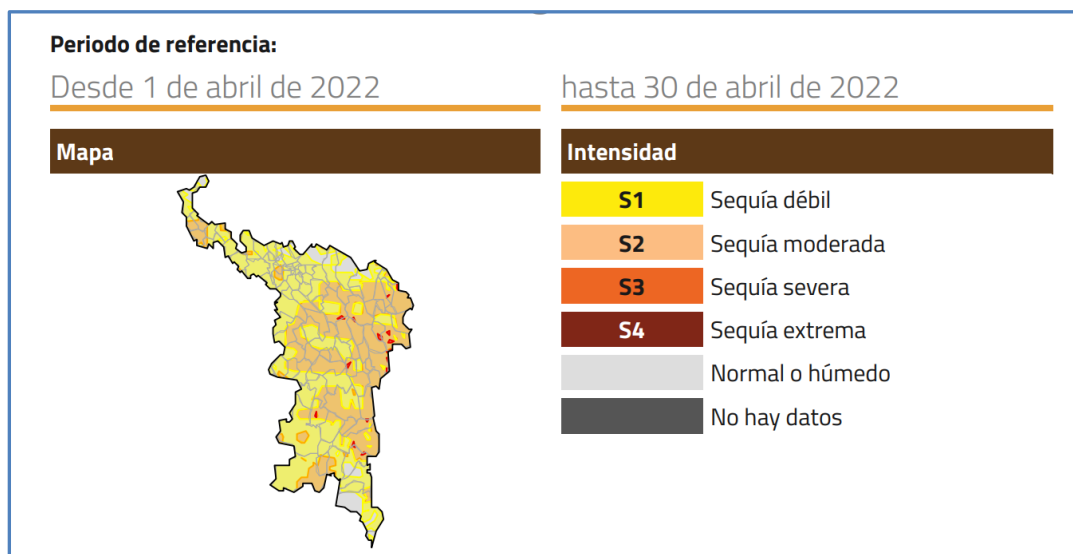 Periodo de referencia:
Desde 1 de abril de 2022
hasta 30 de abril de 2022
Mapa
Intensidad
S1 Sequía débil
S2 Sequía moderada
S3 Sequía severa
S4 Sequía extrema
Normal o húmedo
No hay datos